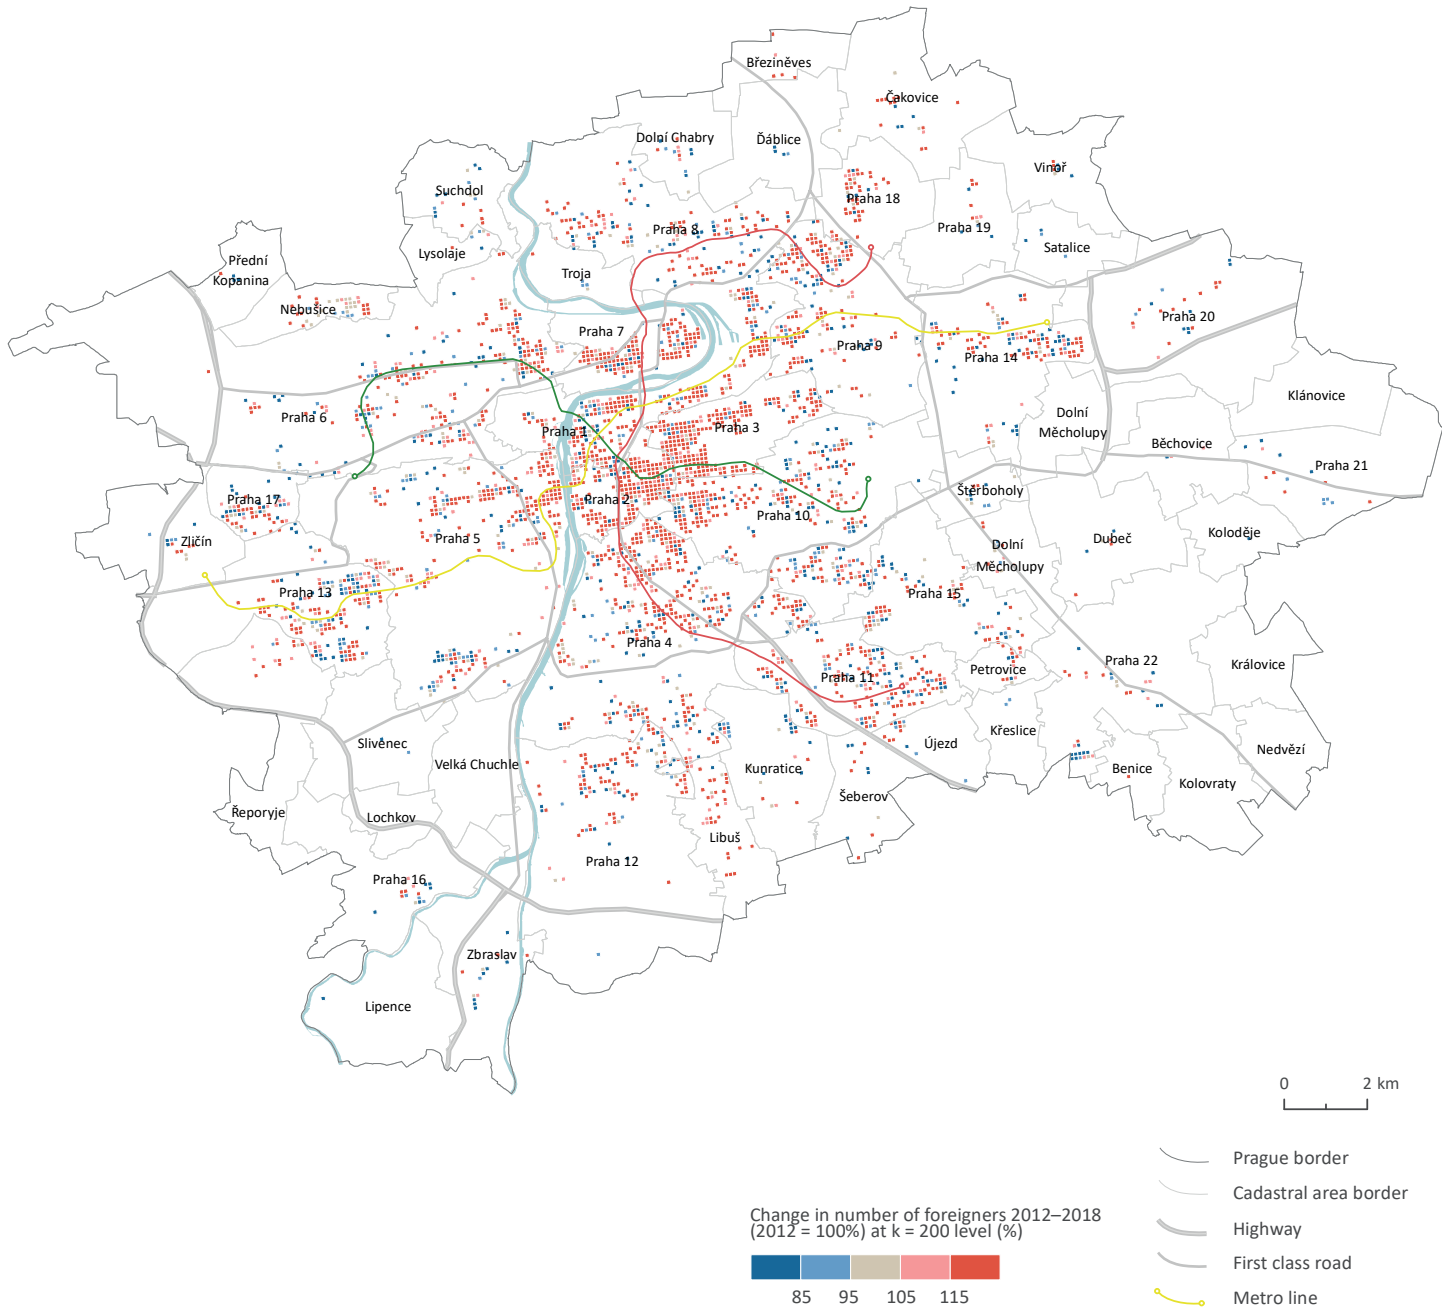 Březiněves
Čakovice
Dolní Chabry
Ďáblice
Vinoř
Suchdol
Praha 18
Praha 8
Praha 19
Satalice
Lysolaje
Přední
Kopanina
Troja
Nebušice
Praha 20
Praha 7
Praha 9
Praha 14
Klánovice
Praha 6
Dolní
Měcholupy
Praha 3
Praha 1
Běchovice
Praha 21
Praha 17
Praha 2
Štěrboholy
Praha 10
Koloděje
Zličín
Praha 5
Dubeč
Dolní
Měcholupy
Praha 13
Praha 15
Praha 4
Praha 22
Královice
Petrovice
Praha 11
Křeslice
Slivenec
Újezd
Nedvězí
Velká Chuchle
Kunratice
Benice
Kolovraty
Šeberov
Řeporyje
Lochkov
Libuš
Praha 12
Praha 16
Zbraslav
Lipence
0 2 km
Prague border
Cadastral area border
Highway
First class road
Metro line
Change in number of foreigners 2012–2018
(2012 = 100%) at k = 200 level (%)
85 95 105 115